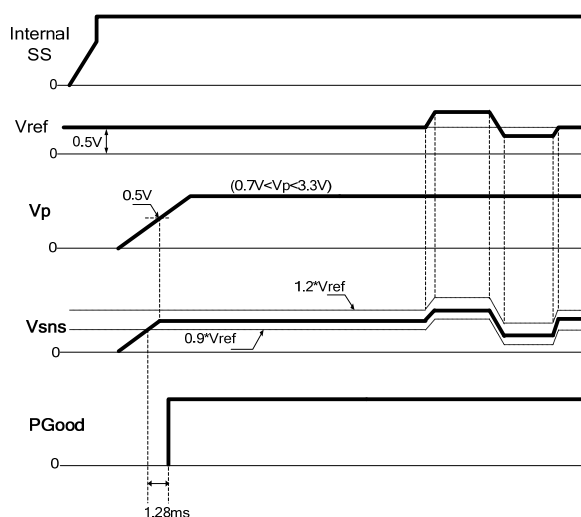 Internal
SS
0
Vref
0.5V
0
0.5V
(0.7V<Vp<3.3V)
Vp
0
1.2*Vref
Vsns
0.9*Vref
0
PGood
0
1.28ms